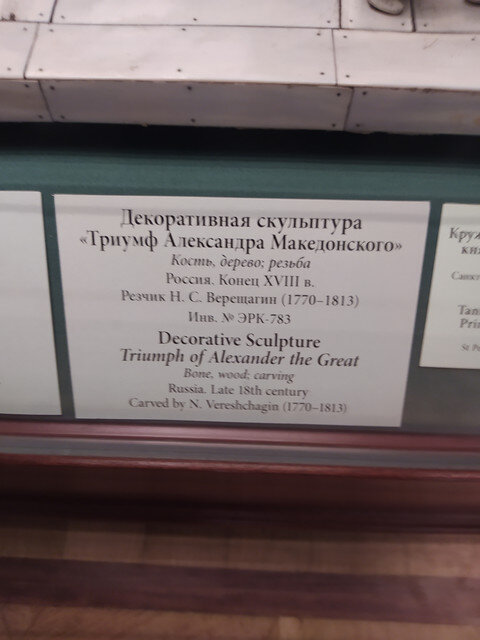 Декоративная скульптура
«Триумф Александра Македонского»
Кость, дерево; резьба
Россия. Конец XVIII в.
Резчик Н. С. Верещагин (1770–1813)
Инв. № ЭРК-783
Decorative Sculpture
Triumph of Alexander the Great
Bone, wood; carving
Russia. Late 18th century
Carved by N. Vereshchagin (1770–1813)